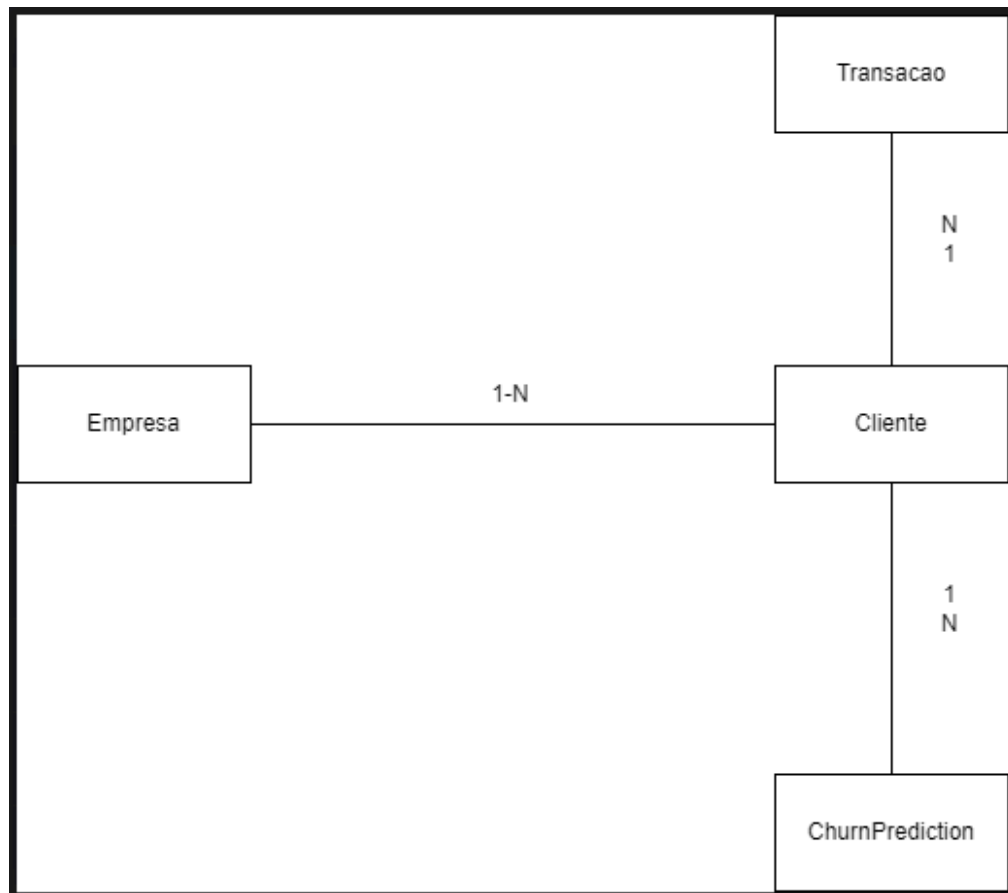 Transacao
N
1
1-N
Empresa
Cliente
1
N
ChurnPrediction